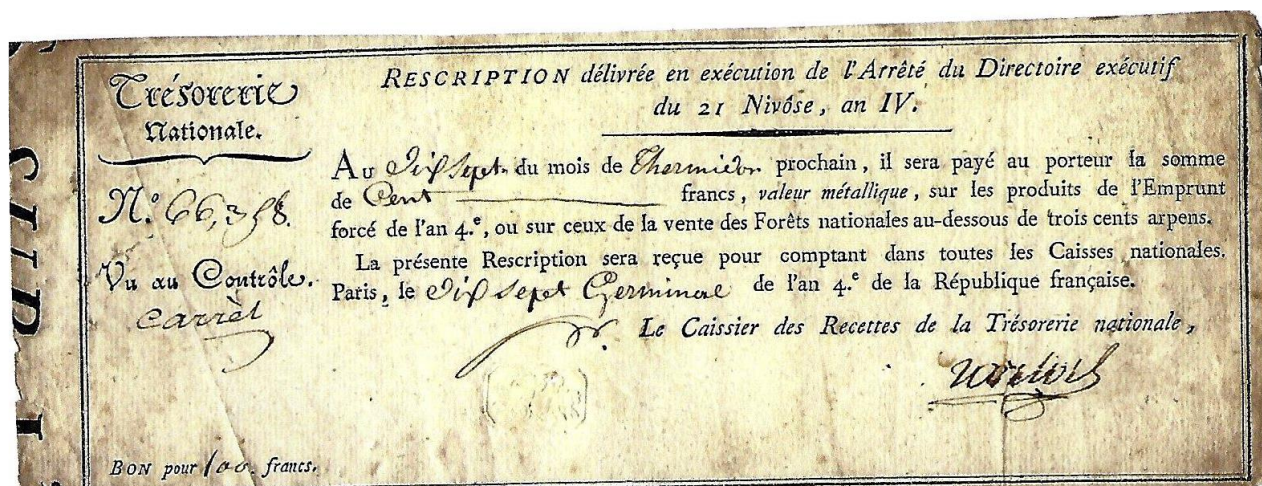 Trésorerie
Nationale.
RESCRIPTION délivrée en exécution de l'Arrêté du Directoire exécutif
du 21 Nivôse, an IV.
N.º 66,358.
Vu au Contrôle.
Carrèt
AU Dix Sept du mois de Thermidor prochain, il sera payé au porteur la somme
de Cent francs, valeur métallique, sur les produits de l'Emprunt
forcé de l'an 4.e, ou sur ceux de la vente des Forêts nationales au-dessous de trois cents arpens.
La présente Rescription sera reçue pour comptant dans toutes les Caisses nationales.
Paris, le Dix Sept Germinal de l'an 4.e de la République française.
Le Caissier des Recettes de la Trésorerie nationale,
BON pour 100. francs.